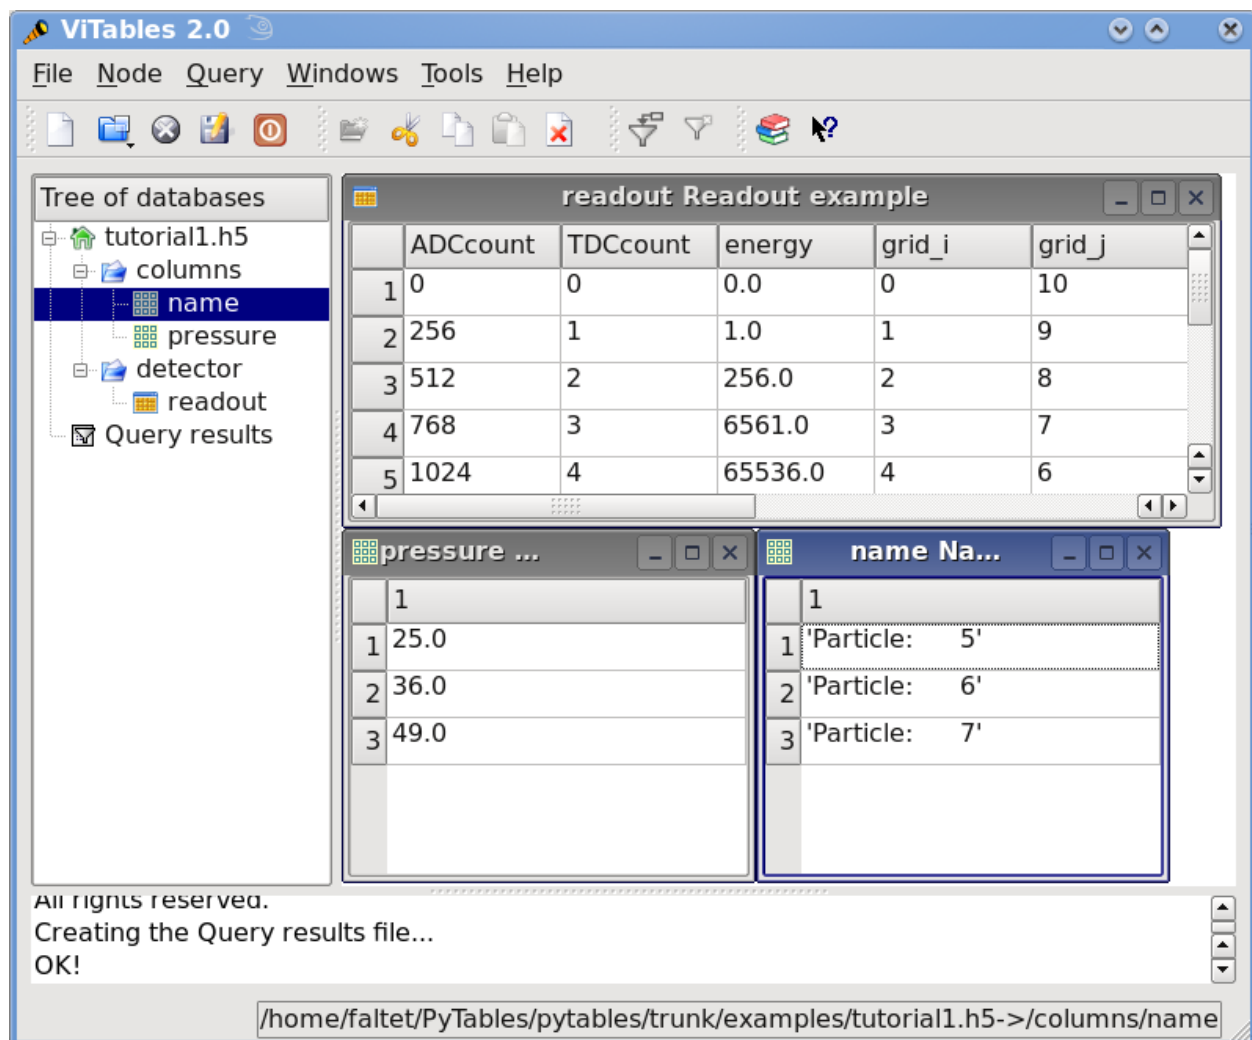 ViTables 2.0
File Node Query Windows Tools Help
Tree of databases
tutorial1.h5
columns
name
pressure
detector
readout
Query results
readout Readout example
ADCcount TDCcount energy grid_i grid_j
1 0 0 0.0 0 10
2 256 1 1.0 1 9
3 512 2 256.0 2 8
4 768 3 6561.0 3 7
5 1024 4 65536.0 4 6
pressure ...
1
1 25.0
2 36.0
3 49.0
name Na...
1
1 'Particle:      5'
2 'Particle:      6'
3 'Particle:      7'
All rights reserved.
Creating the Query results file...
OK!
/home/faltet/PyTables/pytables/trunk/examples/tutorial1.h5->/columns/name